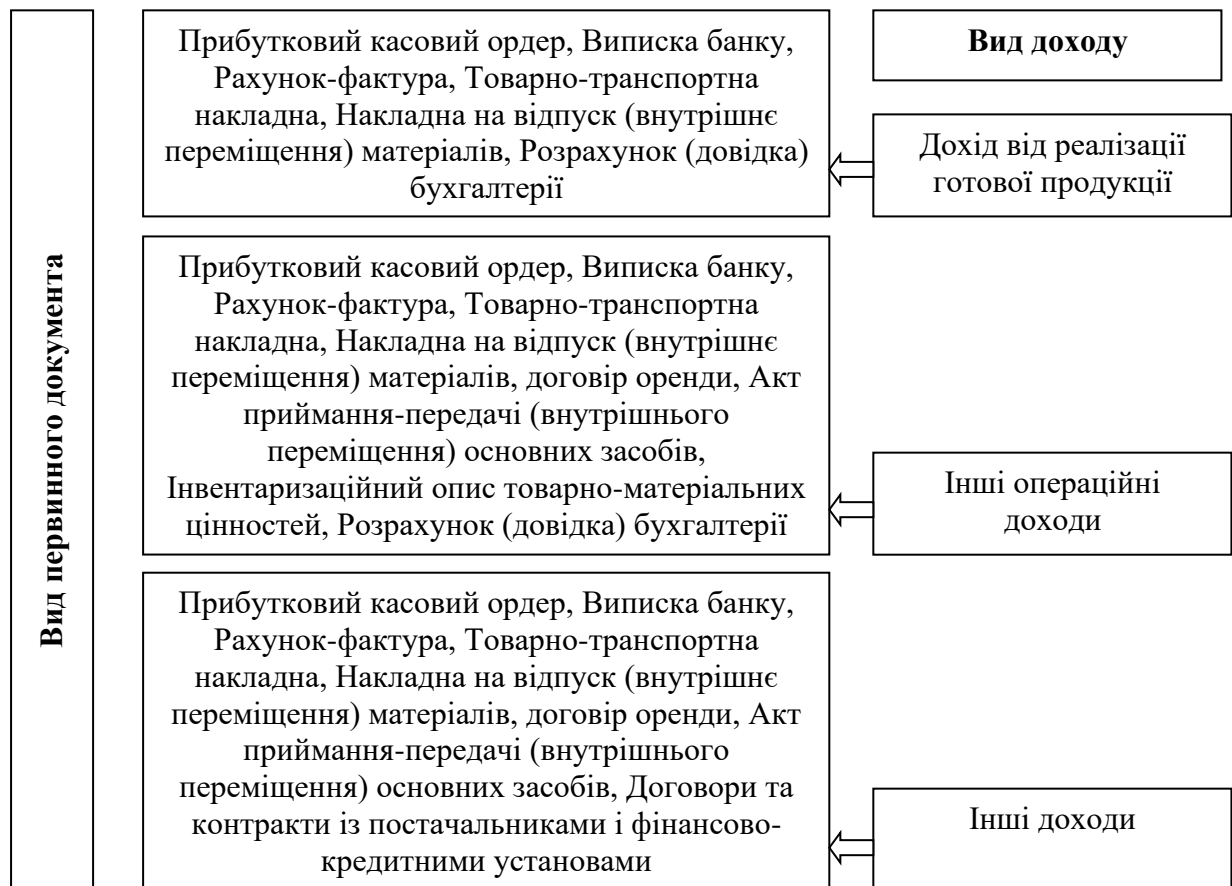 Вид первинного документа
Прибутковий касовий ордер, Виписка банку,
Рахунок-фактура, Товарно-транспортна
накладна, Накладна на відпуск (внутрішнє
переміщення) матеріалів, Розрахунок (довідка)
бухгалтерії
Вид доходу
Дохід від реалізації
готової продукції
Прибутковий касовий ордер, Виписка банку,
Рахунок-фактура, Товарно-транспортна
накладна, Накладна на відпуск (внутрішнє
переміщення) матеріалів, договір оренди, Акт
приймання-передачі (внутрішнього
переміщення) основних засобів,
Інвентаризаційний опис товарно-матеріальних
цінностей, Розрахунок (довідка) бухгалтерії
Інші операційні
доходи
Прибутковий касовий ордер, Виписка банку,
Рахунок-фактура, Товарно-транспортна
накладна, Накладна на відпуск (внутрішнє
переміщення) матеріалів, договір оренди, Акт
приймання-передачі (внутрішнього
переміщення) основних засобів, Договори та
контракти із постачальниками і фінансово-
кредитними установами
Інші доходи